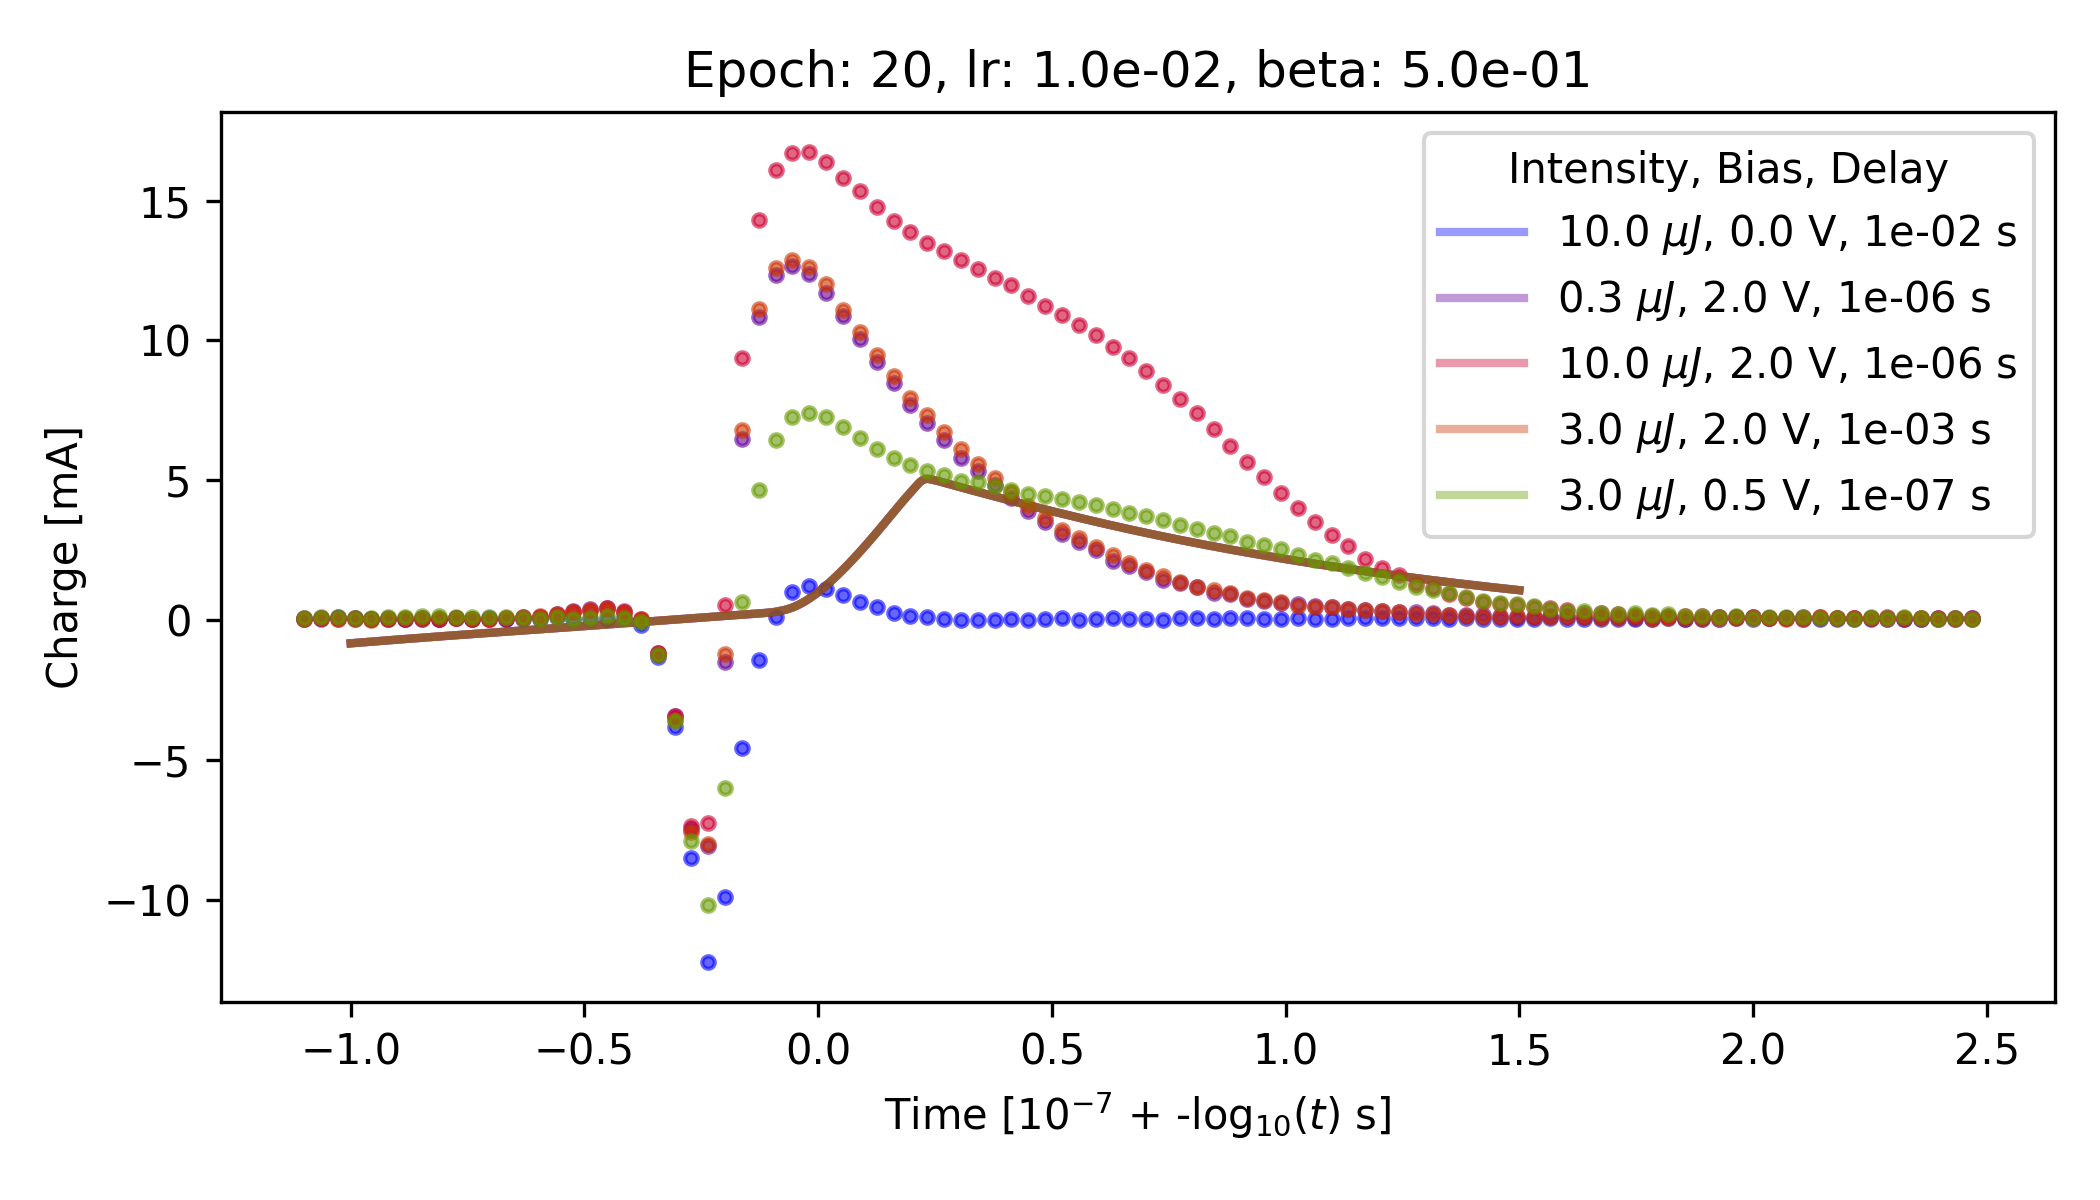 Epoch: 20, lr: 1.0e-02, beta: 5.0e-01
Charge [mA]
15
10
5
0
−5
−10
Intensity, Bias, Delay
10.0 μJ, 0.0 V, 1e-02 s
0.3 μJ, 2.0 V, 1e-06 s
10.0 μJ, 2.0 V, 1e-06 s
3.0 μJ, 2.0 V, 1e-03 s
3.0 μJ, 0.5 V, 1e-07 s
−1.0 −0.5 0.0 0.5 1.0 1.5 2.0 2.5
Time [10⁻⁷ + -log₁₀(t) s]